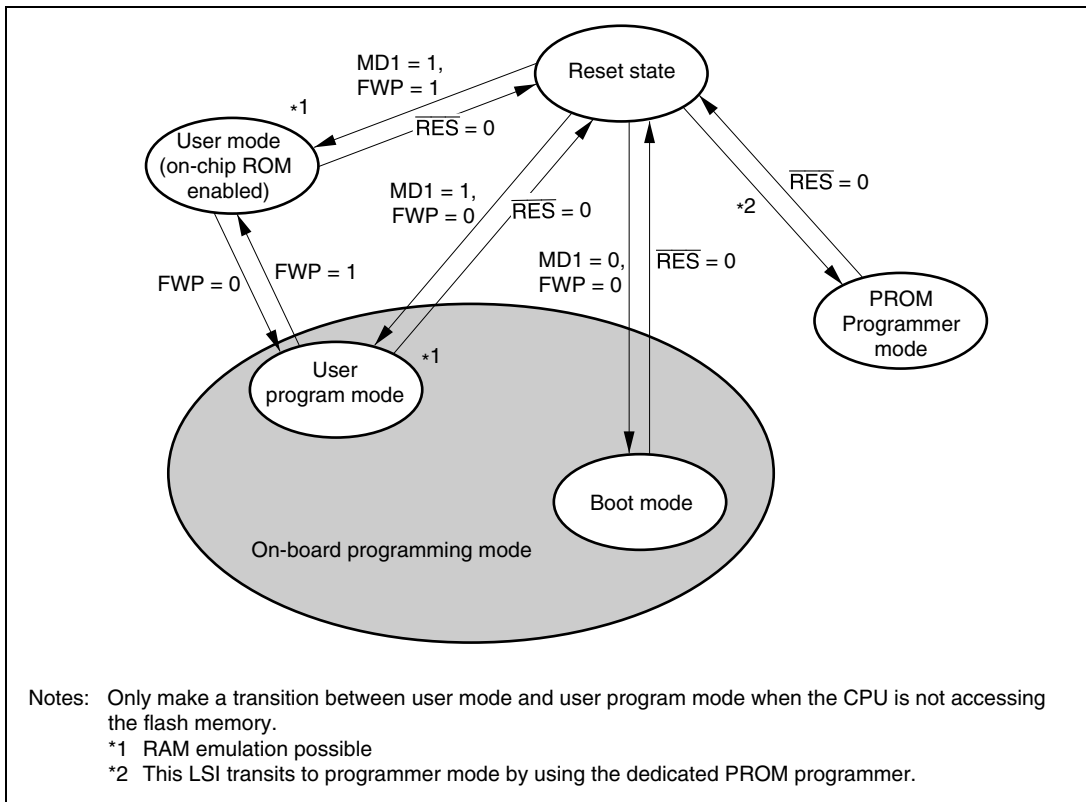 Reset state
MD1 = 1,
FWP = 1
*1
RES = 0
User mode
(on-chip ROM
enabled)
MD1 = 1,
FWP = 0
RES = 0
*2
RES = 0
FWP = 0
FWP = 1
MD1 = 0,
FWP = 0
RES = 0
PROM
Programmer
mode
User
program mode
*1
Boot mode
On-board programming mode
Notes: Only make a transition between user mode and user program mode when the CPU is not accessing
the flash memory.
*1 RAM emulation possible
*2 This LSI transits to programmer mode by using the dedicated PROM programmer.